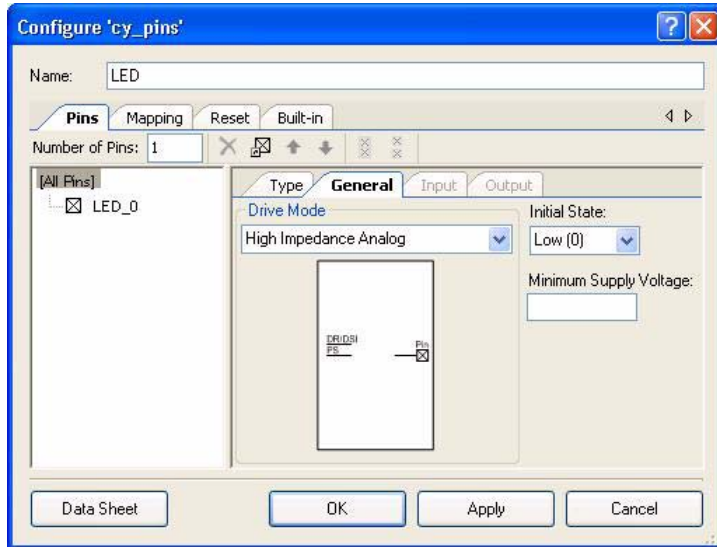 Configure 'cy_pins'
Name: LED
Pins Mapping Reset Built-in
Number of Pins: 1
[All Pins]
LED_0
Type General Input Output
Drive Mode
High Impedance Analog
Initial State:
Low (0)
Minimum Supply Voltage:
DR/DSI
PS
Pin
Data Sheet OK Apply Cancel